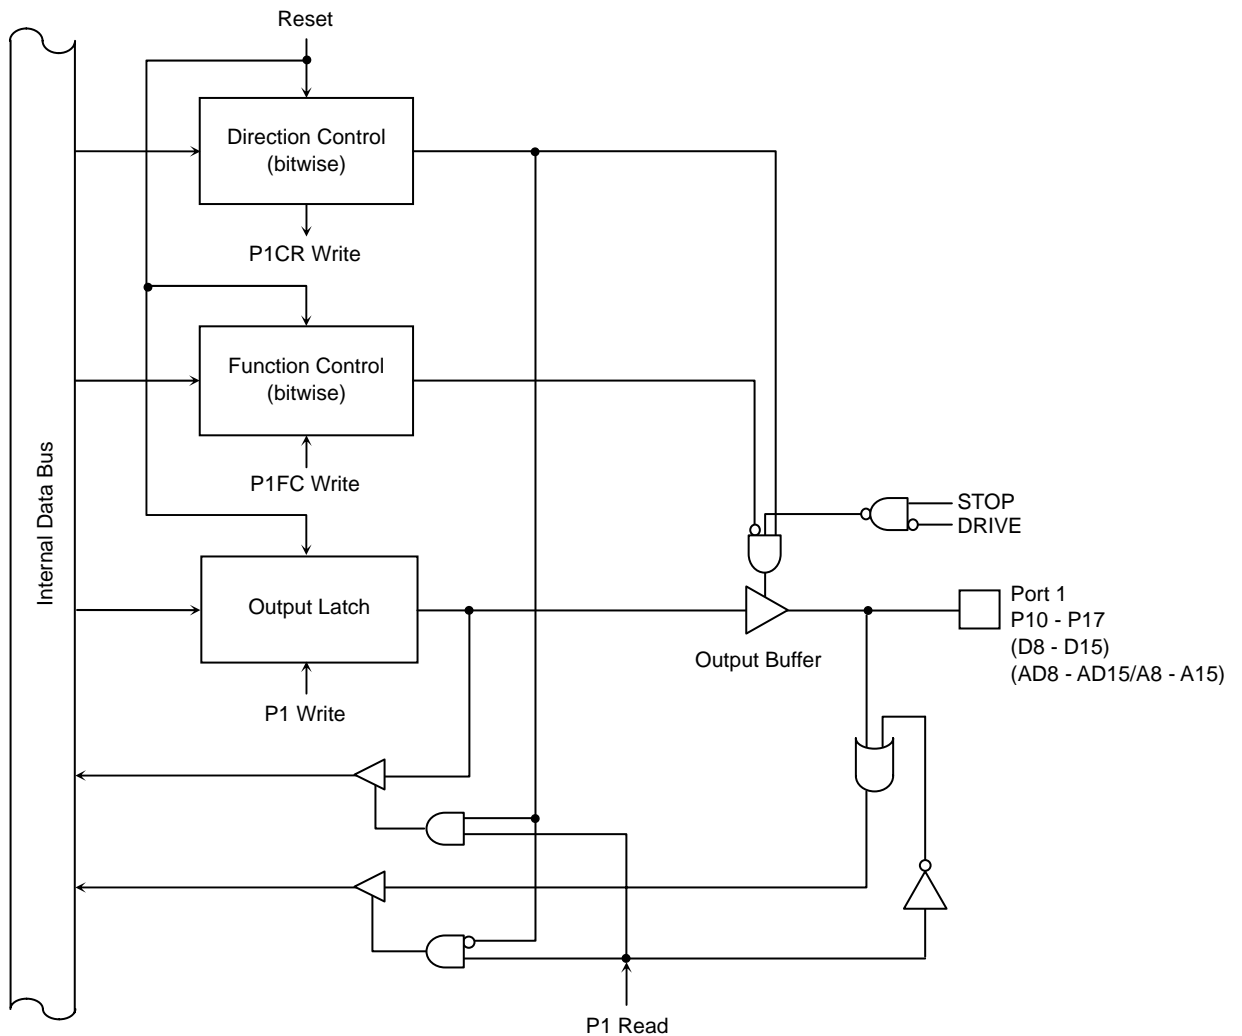 Reset
Direction Control
(bitwise)
P1CR Write
Function Control
(bitwise)
P1FC Write
Internal Data Bus
STOP
DRIVE
Output Latch
Output Buffer
Port 1
P10 - P17
(D8 - D15)
(AD8 - AD15/A8 - A15)
P1 Write
P1 Read